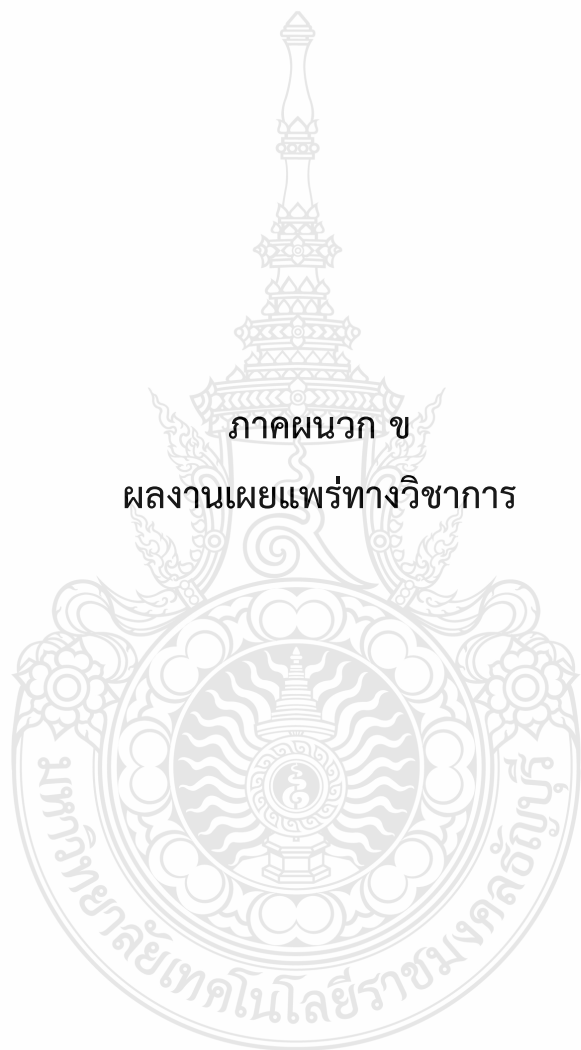 ภาคผนวก ข
ผลงานเผยแพร่ทางวิชาการ
มหาวิทยาลัยเทคโนโลยีราชมงคลธัญบุรี